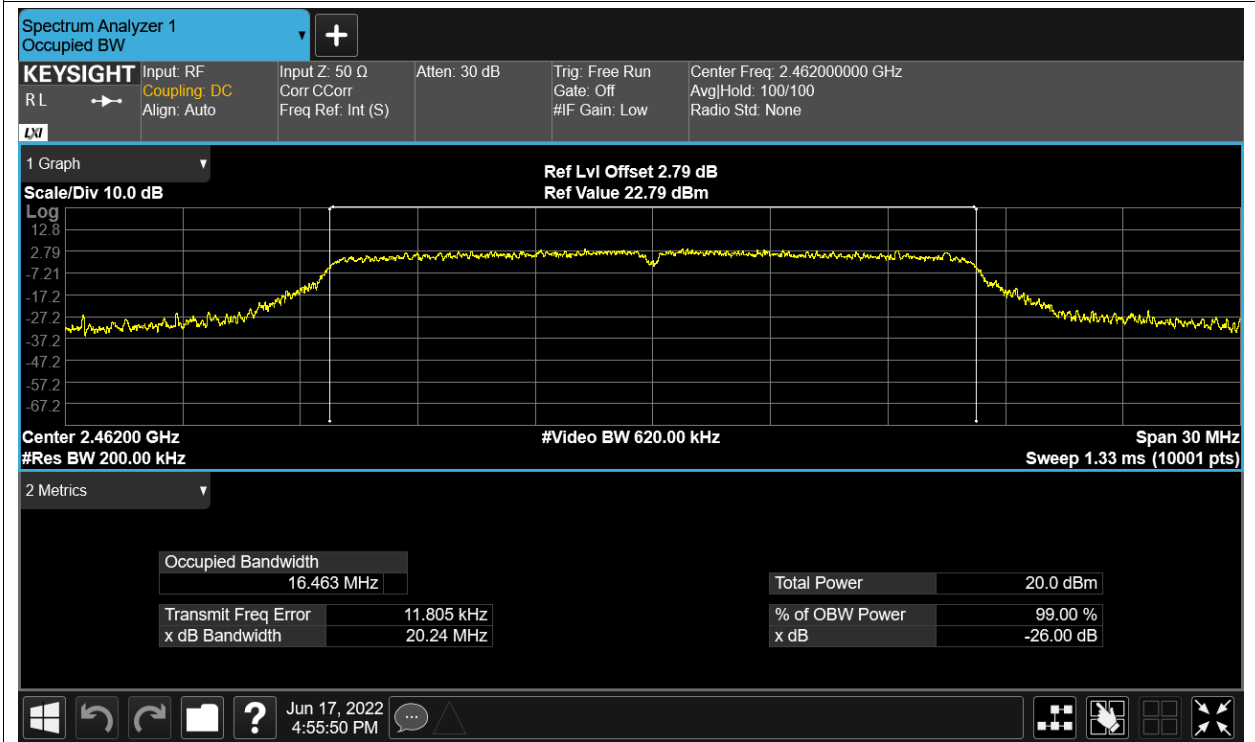 Spectrum Analyzer 1
Occupied BW
KEYSIGHT
R L
LXI
Input: RF
Coupling: DC
Align: Auto
Input Z: 50 Ω
Corr CCorr
Freq Ref: Int (S)
Atten: 30 dB
Trig: Free Run
Gate: Off
#IF Gain: Low
Center Freq: 2.462000000 GHz
Avg|Hold: 100/100
Radio Std: None
1 Graph
Scale/Div 10.0 dB
Ref Lvl Offset 2.79 dB
Ref Value 22.79 dBm
Log
12.8
2.79
-7.21
-17.2
-27.2
-37.2
-47.2
-57.2
-67.2
Center 2.46200 GHz
#Res BW 200.00 kHz
#Video BW 620.00 kHz
Span 30 MHz
Sweep 1.33 ms (10001 pts)
2 Metrics
Occupied Bandwidth
16.463 MHz
Transmit Freq Error 11.805 kHz
x dB Bandwidth 20.24 MHz
Total Power 20.0 dBm
% of OBW Power 99.00 %
x dB -26.00 dB
Jun 17, 2022
4:55:50 PM